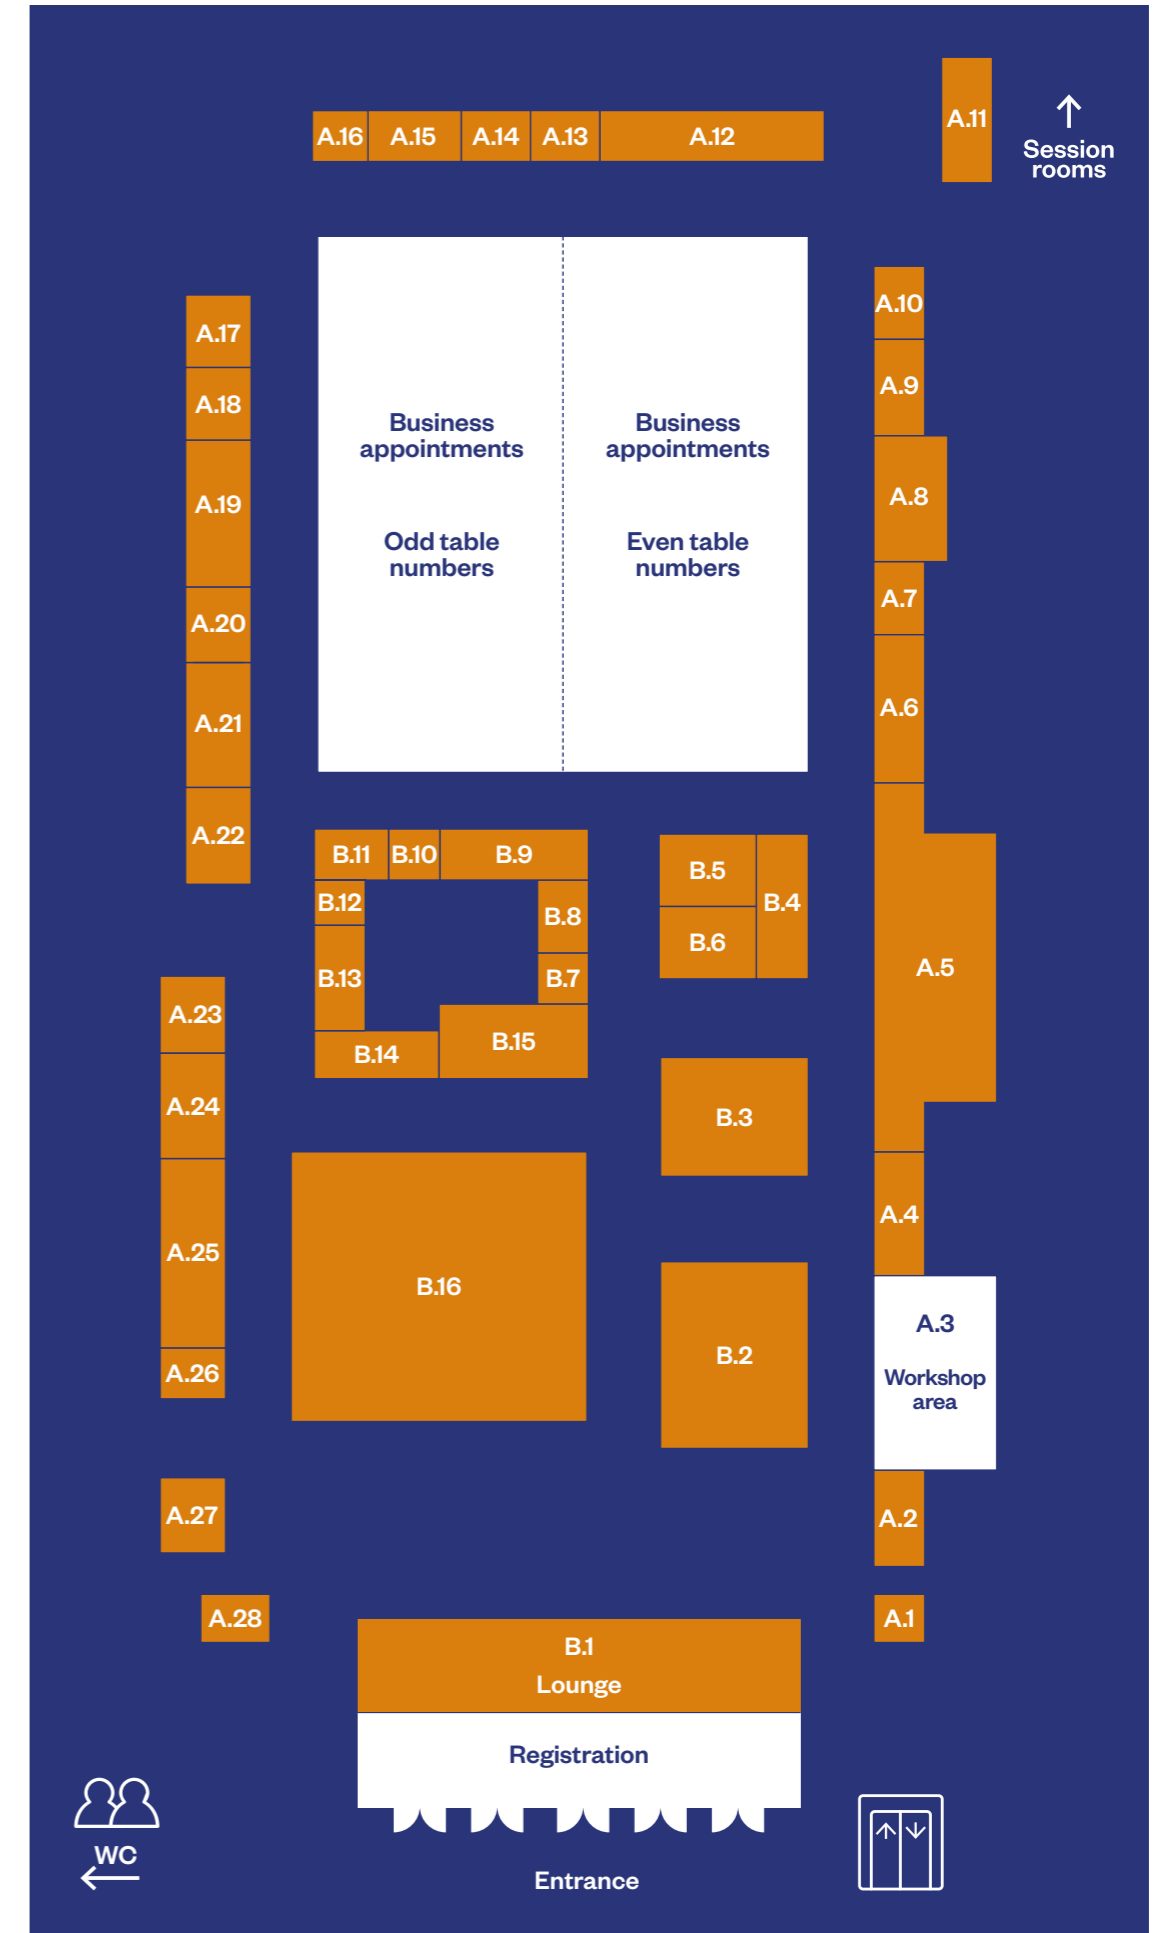 A.11
Session
rooms
A.16
A.15
A.14
A.13
A.12
A.10
A.17
A.9
A.18
Business
appointments
Business
appointments
A.8
A.19
Odd table
numbers
Even table
numbers
A.7
A.20
A.6
A.21
A.22
B.11
B.10
B.9
B.5
B.4
B.12
B.8
B.6
A.5
B.13
B.7
A.23
B.15
B.14
A.24
B.3
A.4
A.25
B.16
A.3
B.2
Workshop
area
A.26
A.27
A.2
A.28
A.1
B.1
Lounge
Registration
WC
Entrance